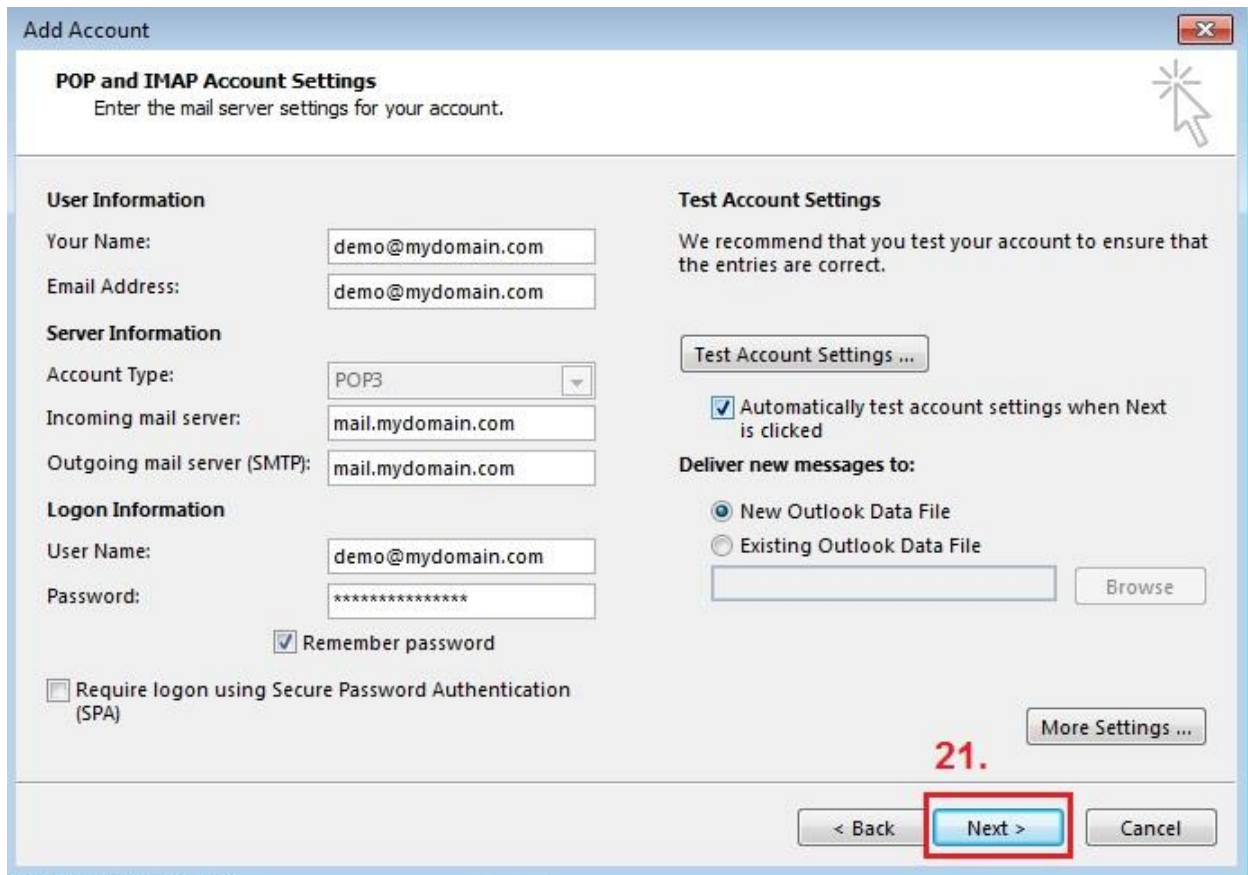 Add Account
POP and IMAP Account Settings
Enter the mail server settings for your account.
User Information
Your Name:
demo@mydomain.com
Email Address:
demo@mydomain.com
Server Information
Account Type:
POP3
Incoming mail server:
mail.mydomain.com
Outgoing mail server (SMTP):
mail.mydomain.com
Logon Information
User Name:
demo@mydomain.com
Password:
***************
Remember password
Require logon using Secure Password Authentication
(SPA)
Test Account Settings
We recommend that you test your account to ensure that
the entries are correct.
Test Account Settings ...
Automatically test account settings when Next
is clicked
Deliver new messages to:
New Outlook Data File
Existing Outlook Data File
Browse
More Settings ...
21.
< Back
Next >
Cancel